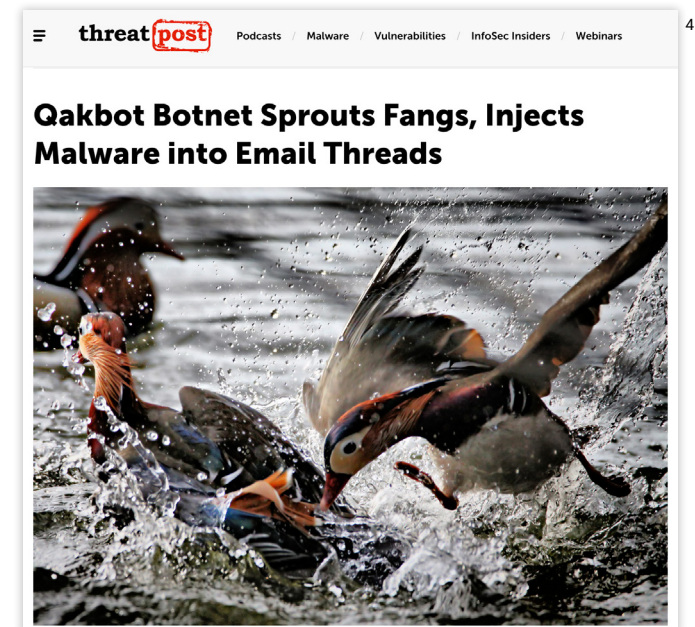 4
threatpost Podcasts / Malware / Vulnerabilities / InfoSec Insiders / Webinars
Qakbot Botnet Sprouts Fangs, Injects
Malware into Email Threads